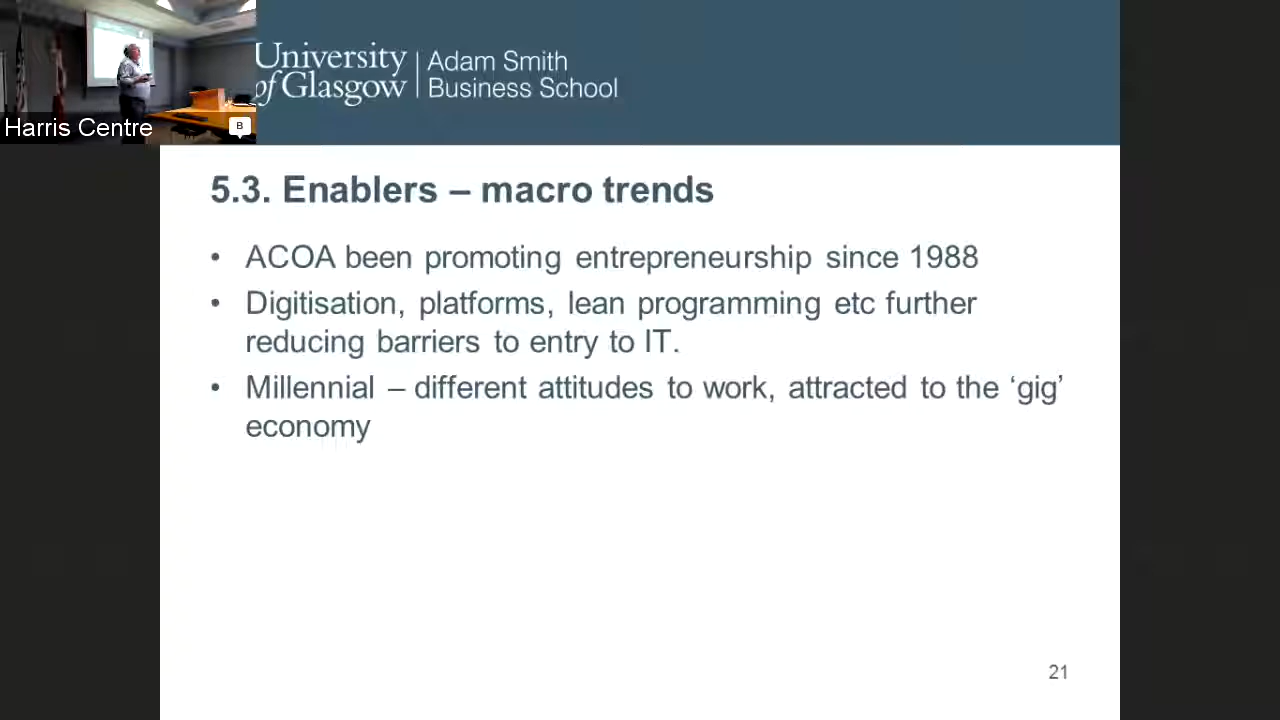 University
of Glasgow
Adam Smith
Business School
Harris Centre
B
5.3. Enablers – macro trends
• ACOA been promoting entrepreneurship since 1988
• Digitisation, platforms, lean programming etc further
reducing barriers to entry to IT.
• Millennial – different attitudes to work, attracted to the ‘gig’
economy
21